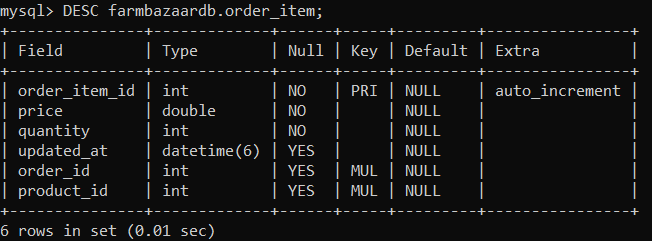 mysql> DESC farmbazaardb.order_item;
+---------------+-------------+------+-----+---------+----------------+
| Field         | Type        | Null | Key | Default | Extra          |
+---------------+-------------+------+-----+---------+----------------+
| order_item_id | int         | NO   | PRI | NULL    | auto_increment |
| price         | double      | NO   |     | NULL    |                |
| quantity      | int         | NO   |     | NULL    |                |
| updated_at    | datetime(6) | YES  |     | NULL    |                |
| order_id      | int         | YES  | MUL | NULL    |                |
| product_id    | int         | YES  | MUL | NULL    |                |
+---------------+-------------+------+-----+---------+----------------+
6 rows in set (0.01 sec)